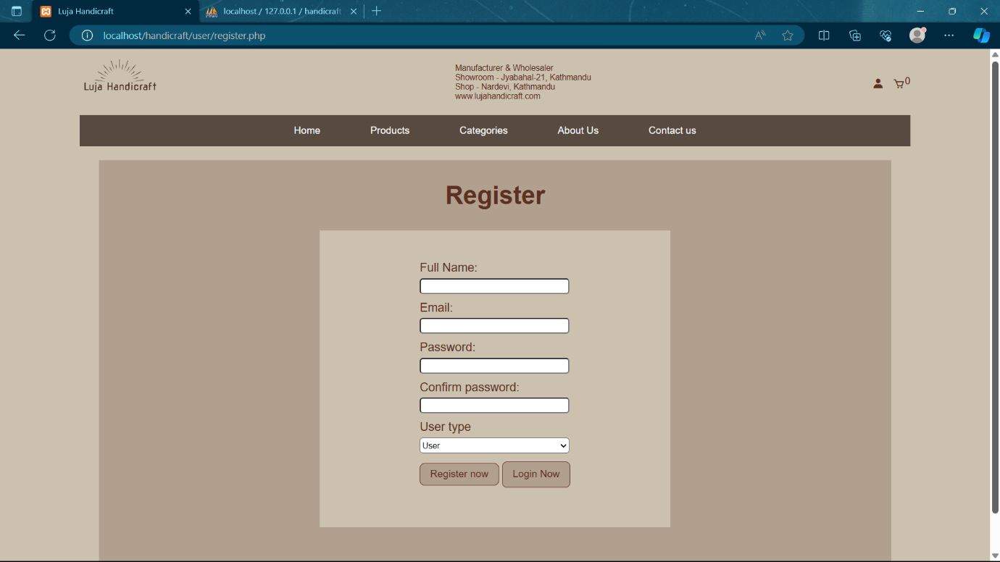 Luja Handicraft
localhost / 127.0.0.1 / handicraft
localhost/handicraft/user/register.php
Luja Handicraft
Manufacturer & Wholesaler
Showroom - Jyabahal-21, Kathmandu
Shop - Nardevi, Kathmandu
www.lujahandicraft.com
0
Home Products Categories About Us Contact us
Register
Full Name:
Email:
Password:
Confirm password:
User type
User
Register now Login Now